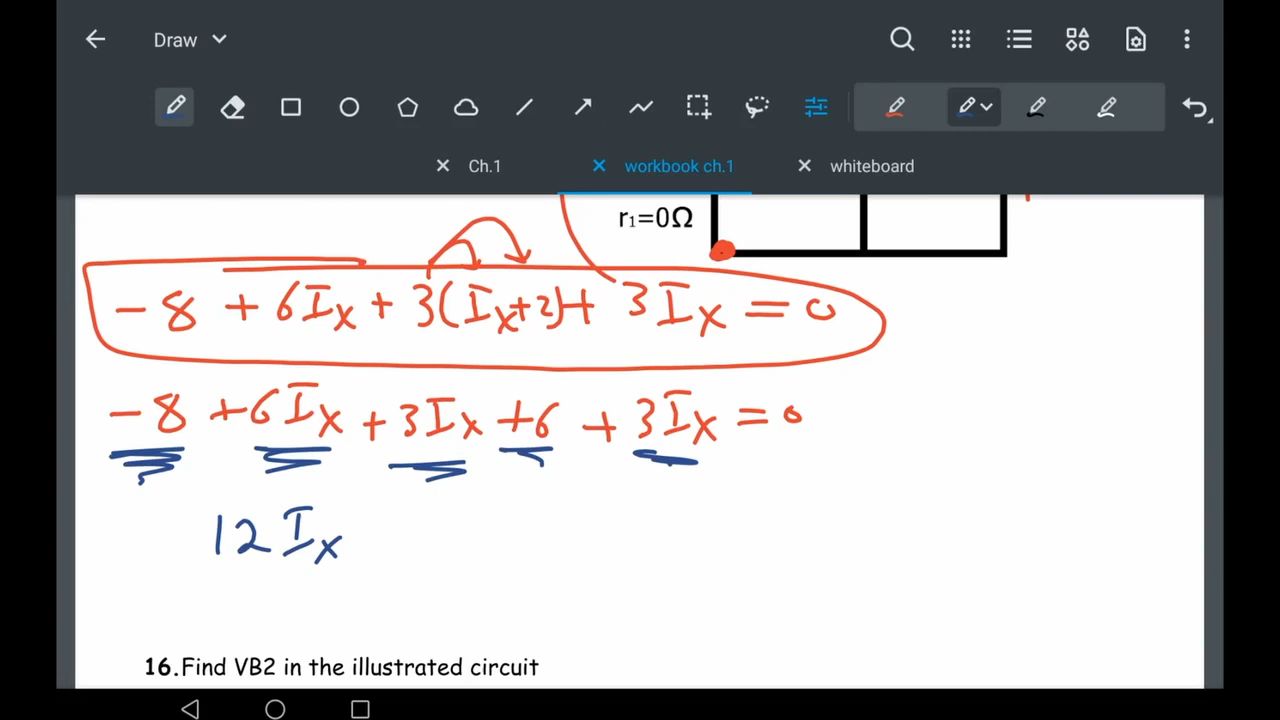 Draw
Ch.1
workbook ch.1
whiteboard
r₁=0Ω
-8 + 6Ix + 3(Ix+2)+ 3Ix = 0
-8 +6Ix +3Ix +6 + 3Ix = 0
12Ix
16.Find VB2 in the illustrated circuit